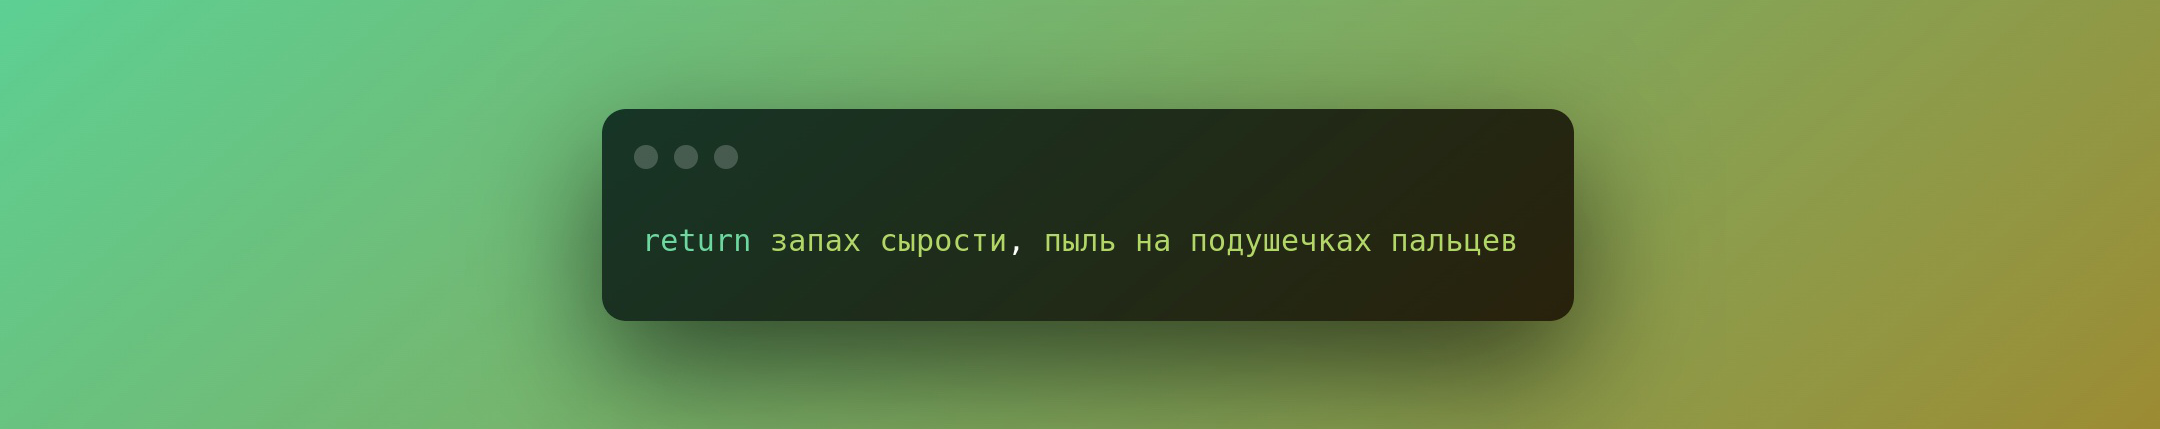 return запах сырости, пыль на подушечках пальцев